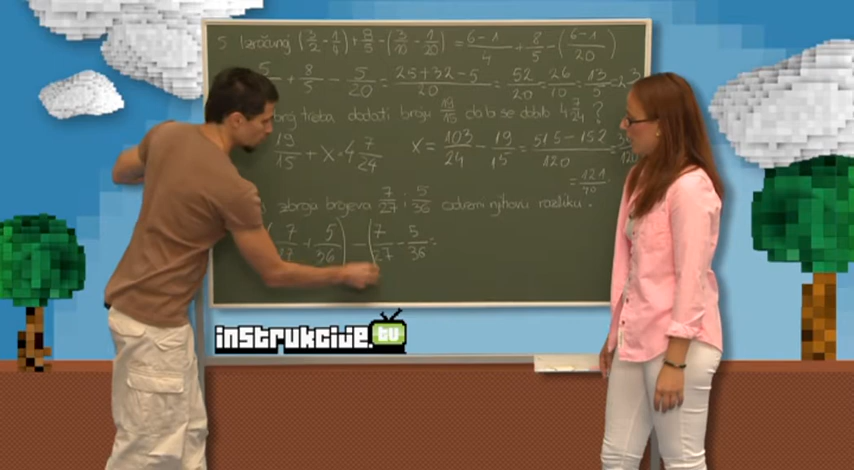 5 Izračunaj (3/2 - 1/4) + 8/5 - (3/10 - 1/20) = 6-1/4 + 8/5 - (6-1/20)
5 + 8/5 - 5/20 = 25+32-5/20 = 52/20 = 26/10 = 13/5 = 2 3
broj treba dodati broju 19/15 da bi se dobilo 4 7/24 ?
19/15 + x = 4 7/24 x = 103/24 - 19/15 = 515-152/120 =
= 121/40
zbroja brojeva 7/27 i 5/36 oduzmi njihovu razliku.
(7/27 + 5/36) - (7/27 - 5/36 =
instrukcije.tv